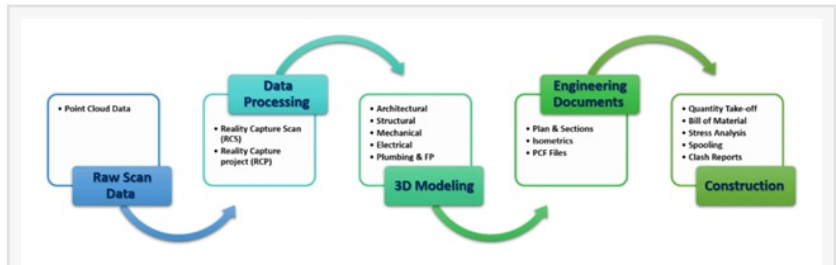 • Point Cloud Data
Raw Scan
Data
Data
Processing
• Reality Capture Scan
(RCS)
• Reality Capture
project (RCP)
• Architectural
• Structural
• Mechanical
• Electrical
• Plumbing & FP
3D Modeling
Engineering
Documents
• Plan & Sections
• Isometrics
• PCF Files
• Quantity Take-off
• Bill of Material
• Stress Analysis
• Spooling
• Clash Reports
Construction